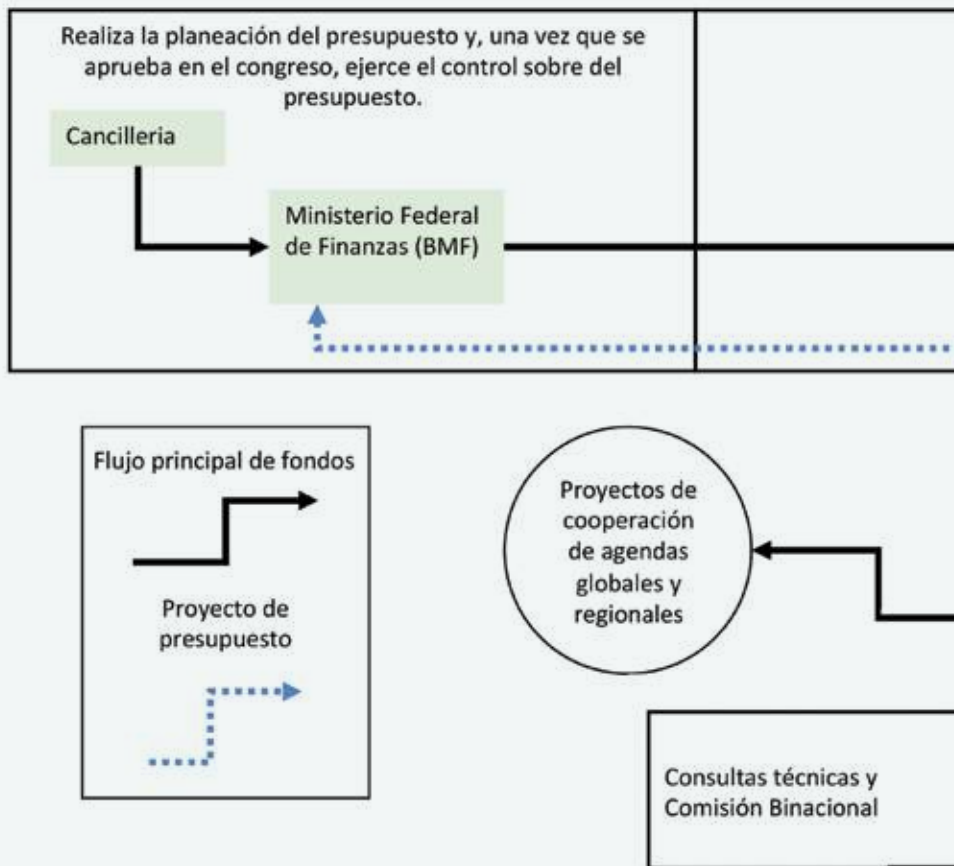 Realiza la planeación del presupuesto y, una vez que se
aprueba en el congreso, ejerce el control sobre del
presupuesto.
Cancilleria
Ministerio Federal
de Finanzas (BMF)
Flujo principal de fondos
Proyecto de
presupuesto
Proyectos de
cooperación
de agendas
globales y
regionales
Consultas técnicas y
Comisión Binacional